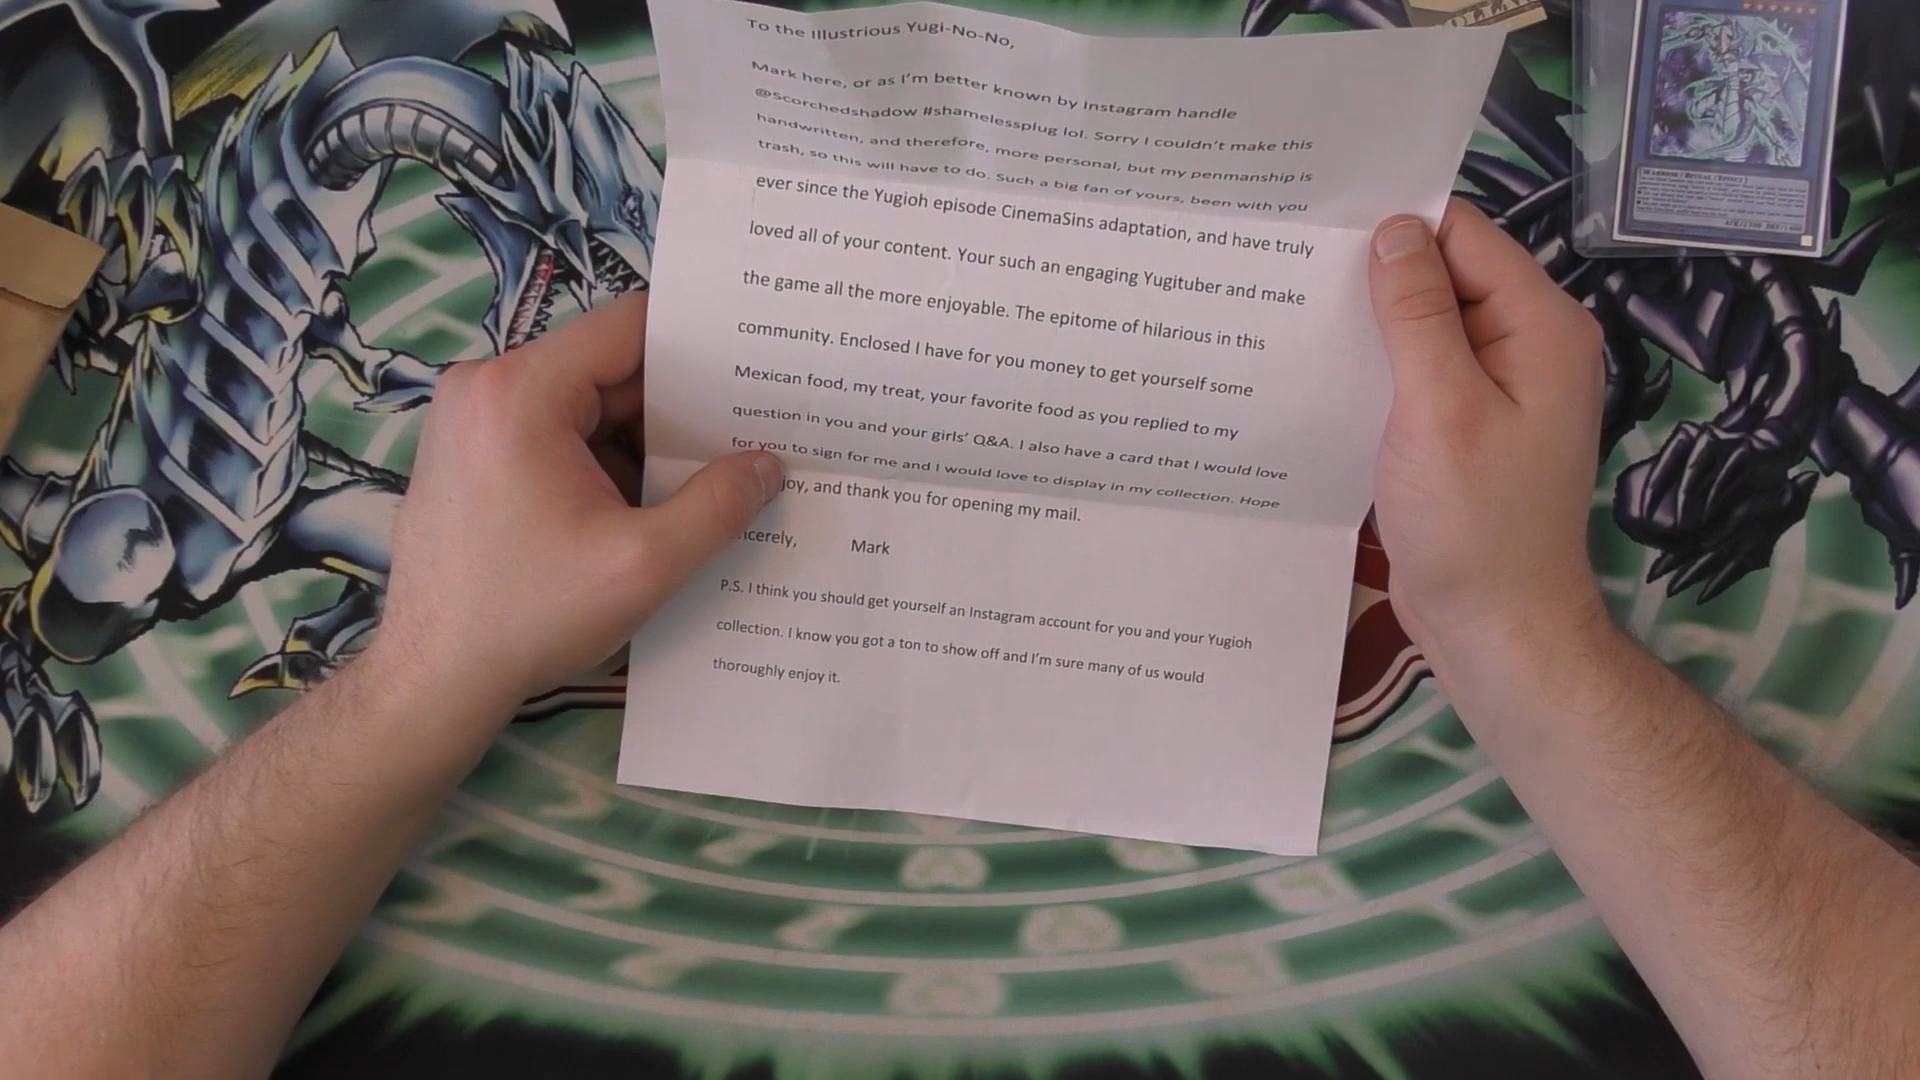 To the Illustrious Yugi-No-No,
Mark here, or as I'm better known by Instagram handle
@Scorchedshadow #shamelessplug lol. Sorry I couldn't make this
handwritten, and therefore, more personal, but my penmanship is
trash, so this will have to do. Such a big fan of yours, been with you
ever since the Yugioh episode CinemaSins adaptation, and have truly
loved all of your content. Your such an engaging Yugituber and make
the game all the more enjoyable. The epitome of hilarious in this
community. Enclosed I have for you money to get yourself some
Mexican food, my treat, your favorite food as you replied to my
question in you and your girls' Q&A. I also have a card that I would love
for you to sign for me and I would love to display in my collection. Hope
joy, and thank you for opening my mail.
ncerely, Mark
P.S. I think you should get yourself an Instagram account for you and your Yugioh
collection. I know you got a ton to show off and I'm sure many of us would
thoroughly enjoy it.
[WARRIOR / RITUAL / EFFECT]